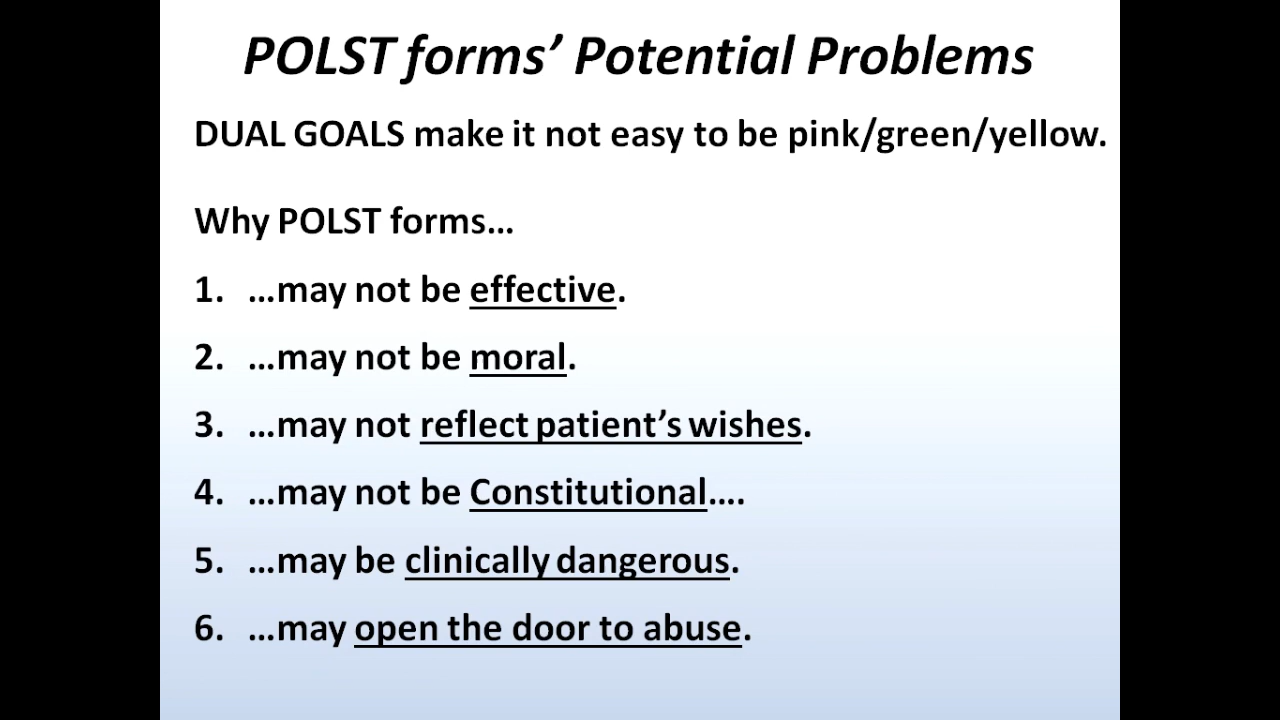 POLST forms’ Potential Problems
DUAL GOALS make it not easy to be pink/green/yellow.
Why POLST forms…
1. …may not be effective.
2. …may not be moral.
3. …may not reflect patient’s wishes.
4. …may not be Constitutional….
5. …may be clinically dangerous.
6. …may open the door to abuse.